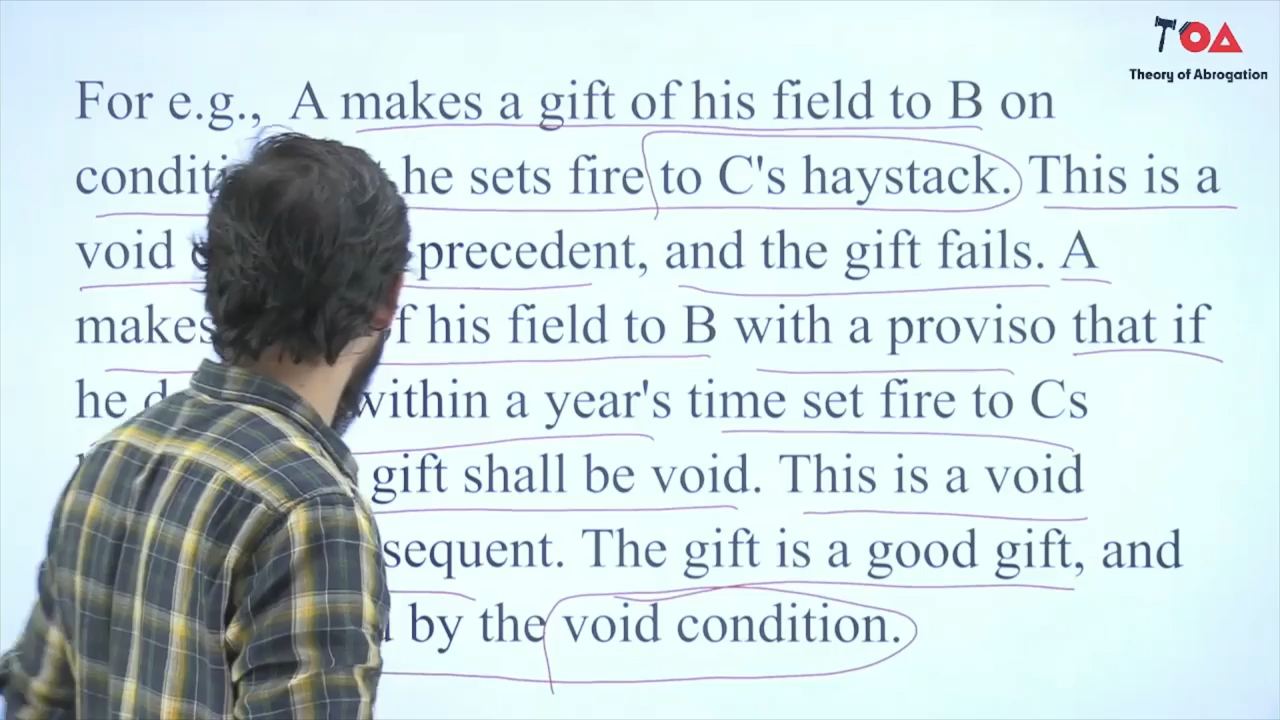 TOA
Theory of Abrogation
For e.g., A makes a gift of his field to B on
he sets fire to C's haystack. This is a
void precedent, and the gift fails. A
makes his field to B with a proviso that if
he within a year's time set fire to Cs
gift shall be void. This is a void
The gift is a good gift, and
by the void condition.